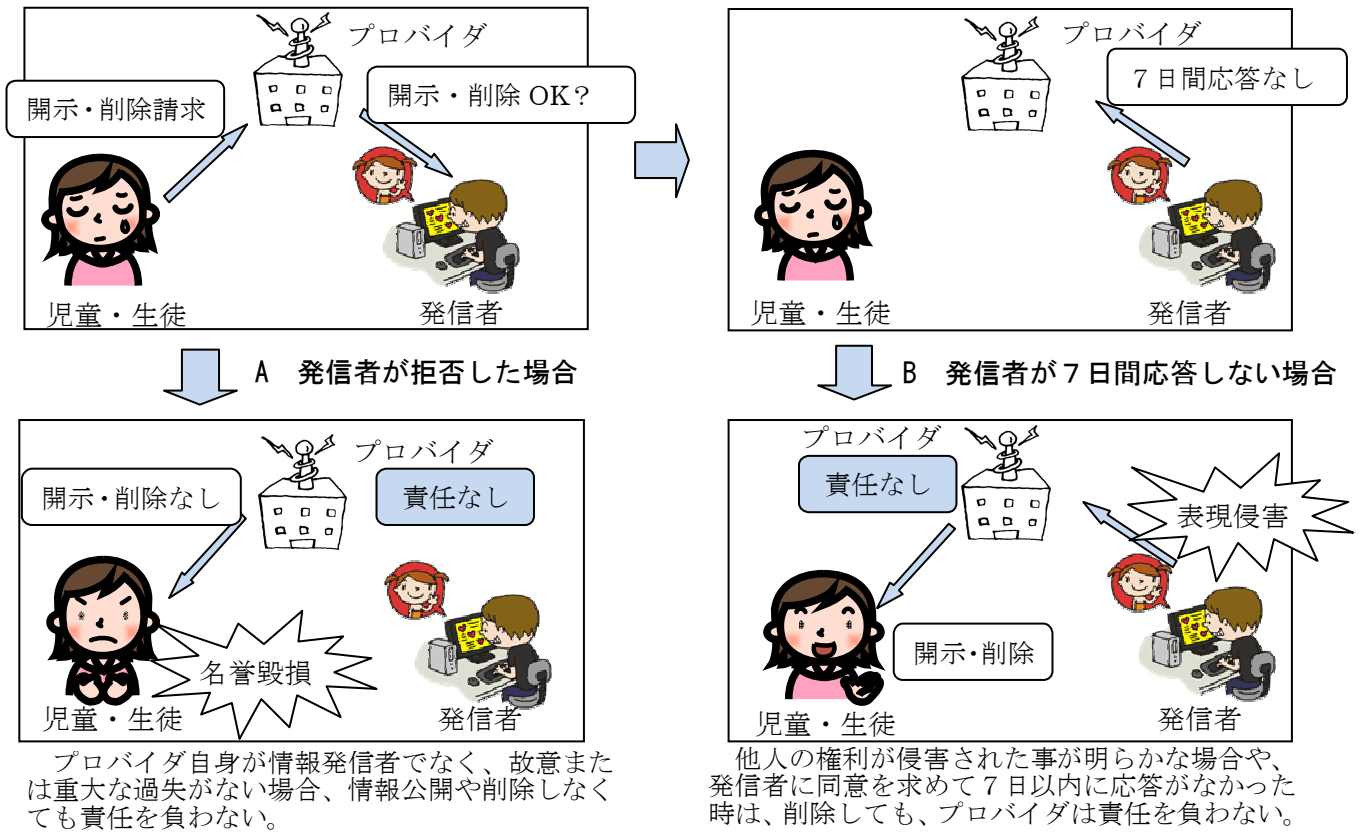 プロバイダ
開示・削除請求
開示・削除 OK？
児童・生徒
発信者
プロバイダ
７日間応答なし
児童・生徒
発信者
A　発信者が拒否した場合
B　発信者が７日間応答しない場合
プロバイダ
開示・削除なし
責任なし
名誉毀損
児童・生徒
発信者
プロバイダ
責任なし
表現侵害
開示・削除
児童・生徒
発信者
プロバイダ自身が情報発信者でなく、故意また
は重大な過失がない場合、情報公開や削除しなく
ても責任を負わない。
他人の権利が侵害された事が明らかな場合や、
発信者に同意を求めて７日以内に応答がなかった
時は、削除しても、プロバイダは責任を負わない。